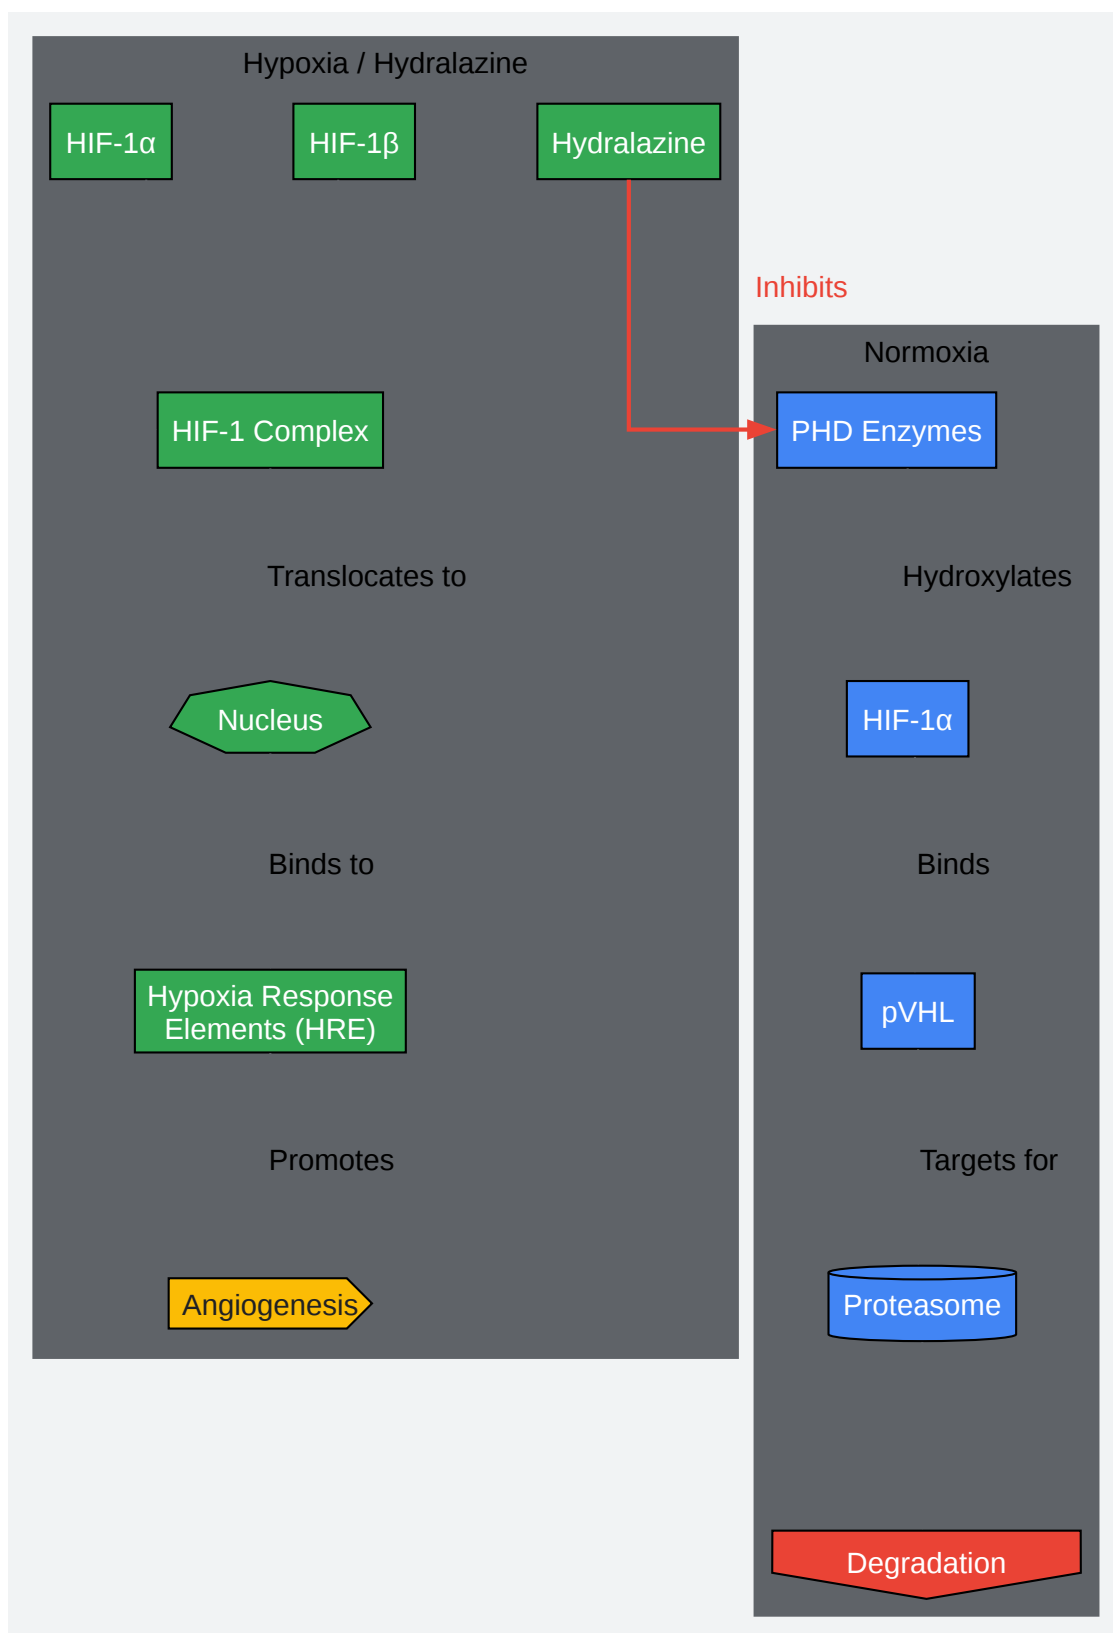 Hypoxia / Hydralazine
HIF-1α
HIF-1β
Hydralazine
HIF-1 Complex
Translocates to
Nucleus
Binds to
Hypoxia Response
Elements (HRE)
Promotes
Angiogenesis
Inhibits
Normoxia
PHD Enzymes
Hydroxylates
HIF-1α
Binds
pVHL
Targets for
Proteasome
Degradation